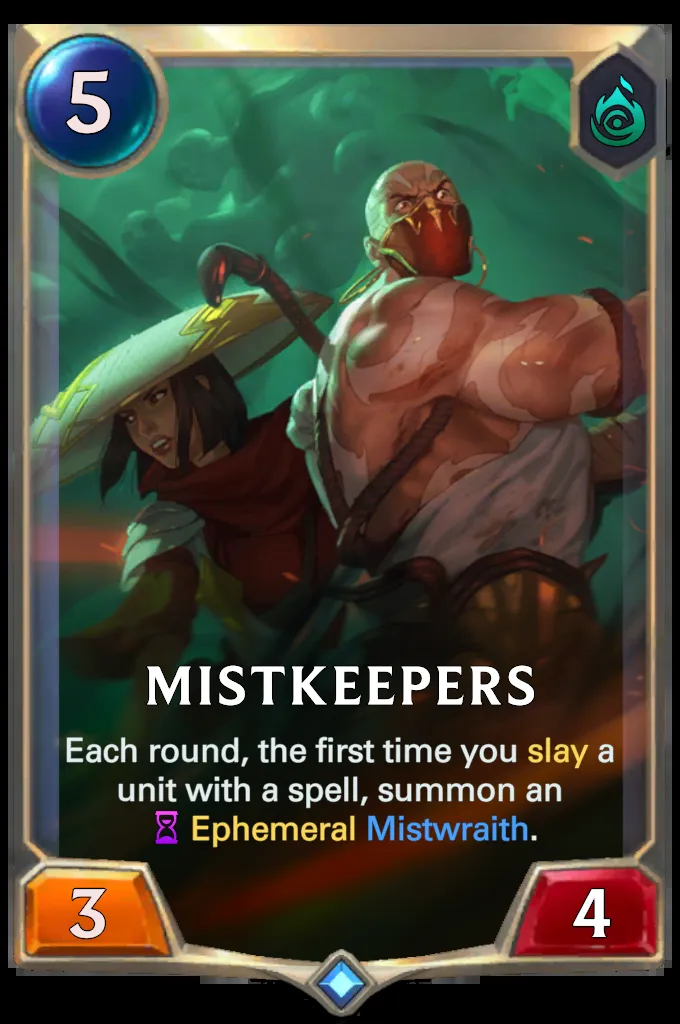 5
MISTKEEPERS
Each round, the first time you slay a
unit with a spell, summon an
Ephemeral Mistwraith.
3
4